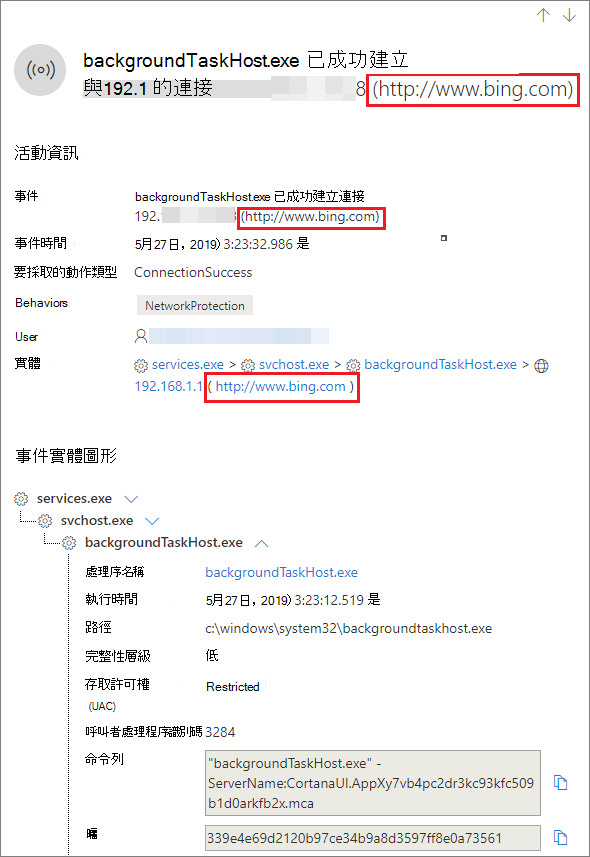 backgroundTaskHost.exe 已成功建立
與192.1 的連接 8 (http://www.bing.com)
活動資訊
事件 backgroundTaskHost.exe 已成功建立連接
192. (http://www.bing.com)
事件時間 5月27日, 2019) 3:23:32.986 是
要採取的動作類型 ConnectionSuccess
Behaviors NetworkProtection
User
實體 services.exe > svchost.exe > backgroundTaskHost.exe >
192.168.1.1 ( http://www.bing.com )
事件實體圖形
services.exe
svchost.exe
backgroundTaskHost.exe
處理序名稱 backgroundTaskHost.exe
執行時間 5月27日, 2019) 3:23:12.519 是
路徑 c:\windows\system32\backgroundtaskhost.exe
完整性層級 低
存取許可權 Restricted
(UAC)
呼叫者處理程序識別碼 3284
命令列 "backgroundTaskHost.exe" -
ServerName:CortanaUI.AppXy7vb4pc2dr3kc93kfc509
b1d0arkfb2x.mca
339e4e69d2120b97ce34b9a8d3597ff8e0a73561